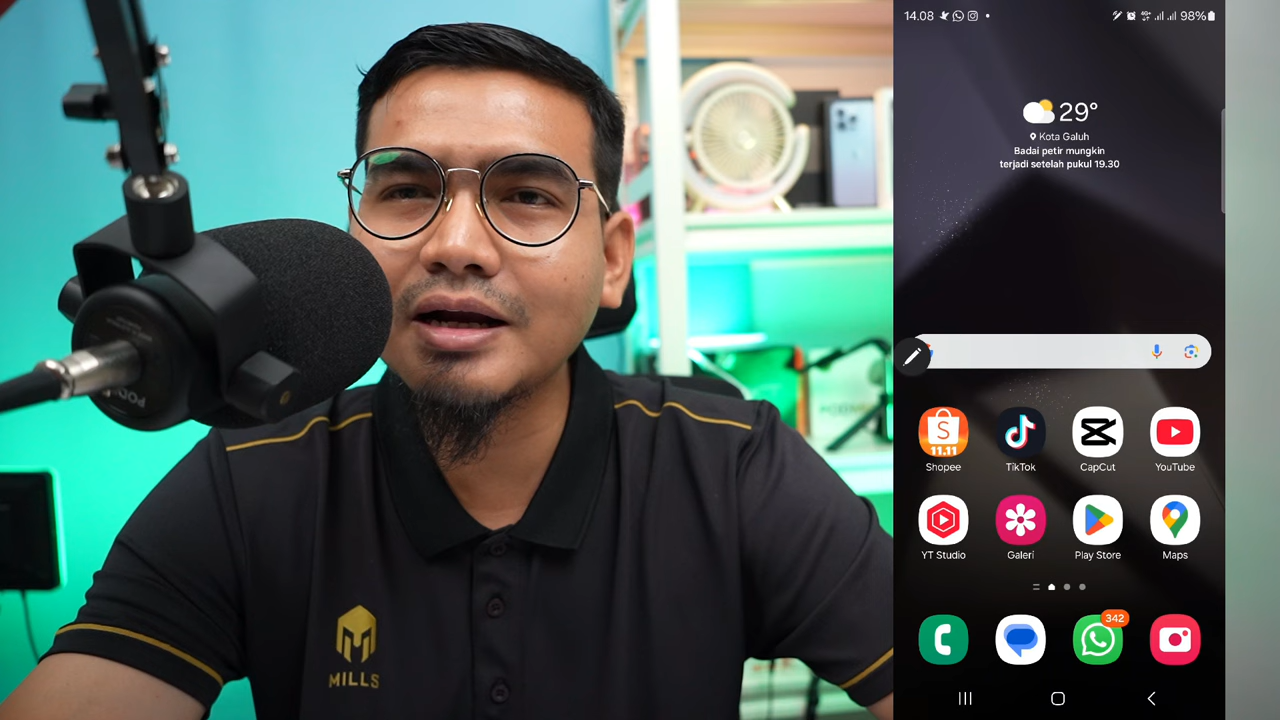 14.08
98%
29°
Kota Galuh
Badai petir mungkin
terjadi setelah pukul 19.30
S
11.11
Shopee
TikTok
CapCut
YouTube
YT Studio
Galeri
Play Store
Maps
342
MILLS